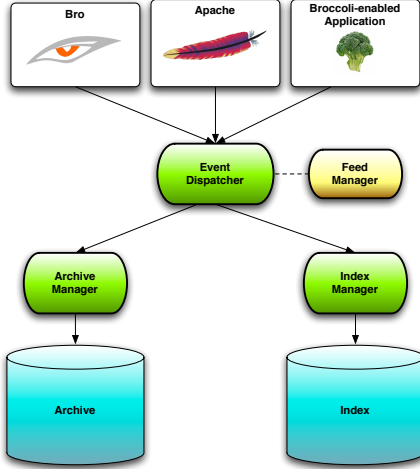 Bro
Apache
Broccoli-enabled
Application
Event
Dispatcher
Feed
Manager
Archive
Manager
Index
Manager
Archive
Index